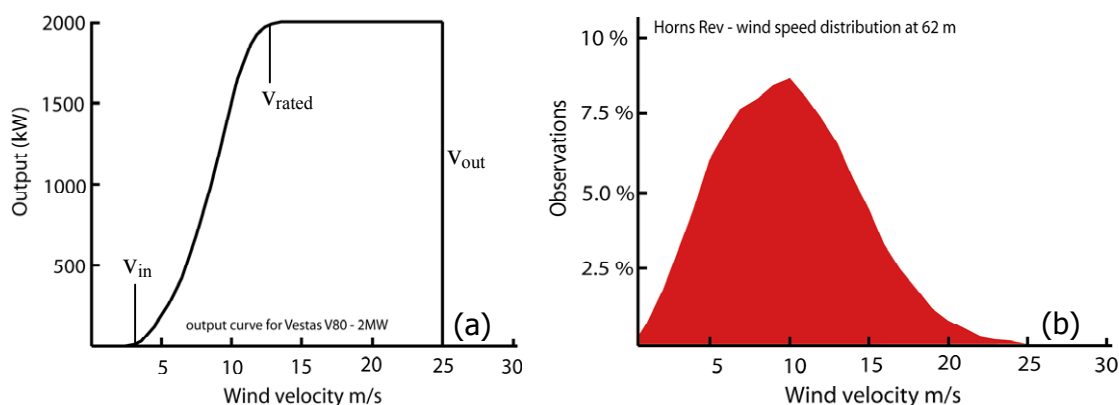 2000
1500
1000
500
Output (kW)
V_in
V_rated
V_out
output curve for Vestas V80 - 2MW
(a)
5 10 15 20 25 30
Wind velocity m/s
Horns Rev - wind speed distribution at 62 m
10 %
7.5 %
5.0 %
2.5 %
Observations
(b)
5 10 15 20 25 30
Wind velocity m/s